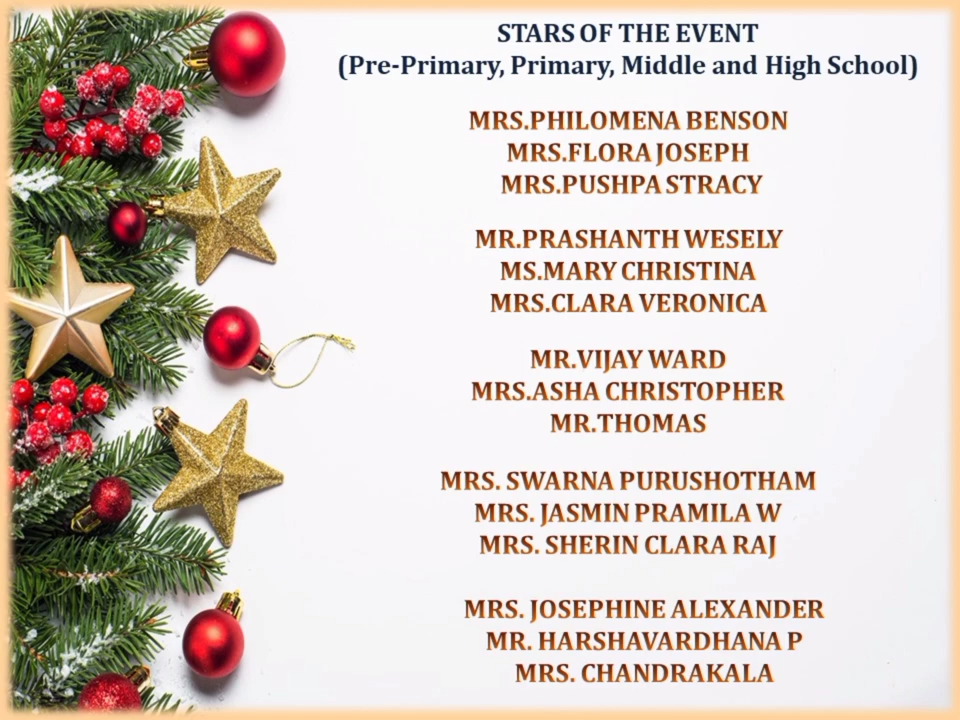 STARS OF THE EVENT
(Pre-Primary, Primary, Middle and High School)
MRS.PHILOMENA BENSON
MRS.FLORA JOSEPH
MRS.PUSHPA STRACY
MR.PRASHANTH WESELY
MS.MARY CHRISTINA
MRS.CLARA VERONICA
MR.VIJAY WARD
MRS.ASHA CHRISTOPHER
MR.THOMAS
MRS. SWARNA PURUSHOTHAM
MRS. JASMIN PRAMILA W
MRS. SHERIN CLARA RAJ
MRS. JOSEPHINE ALEXANDER
MR. HARSHAVARDHANA P
MRS. CHANDRAKALA